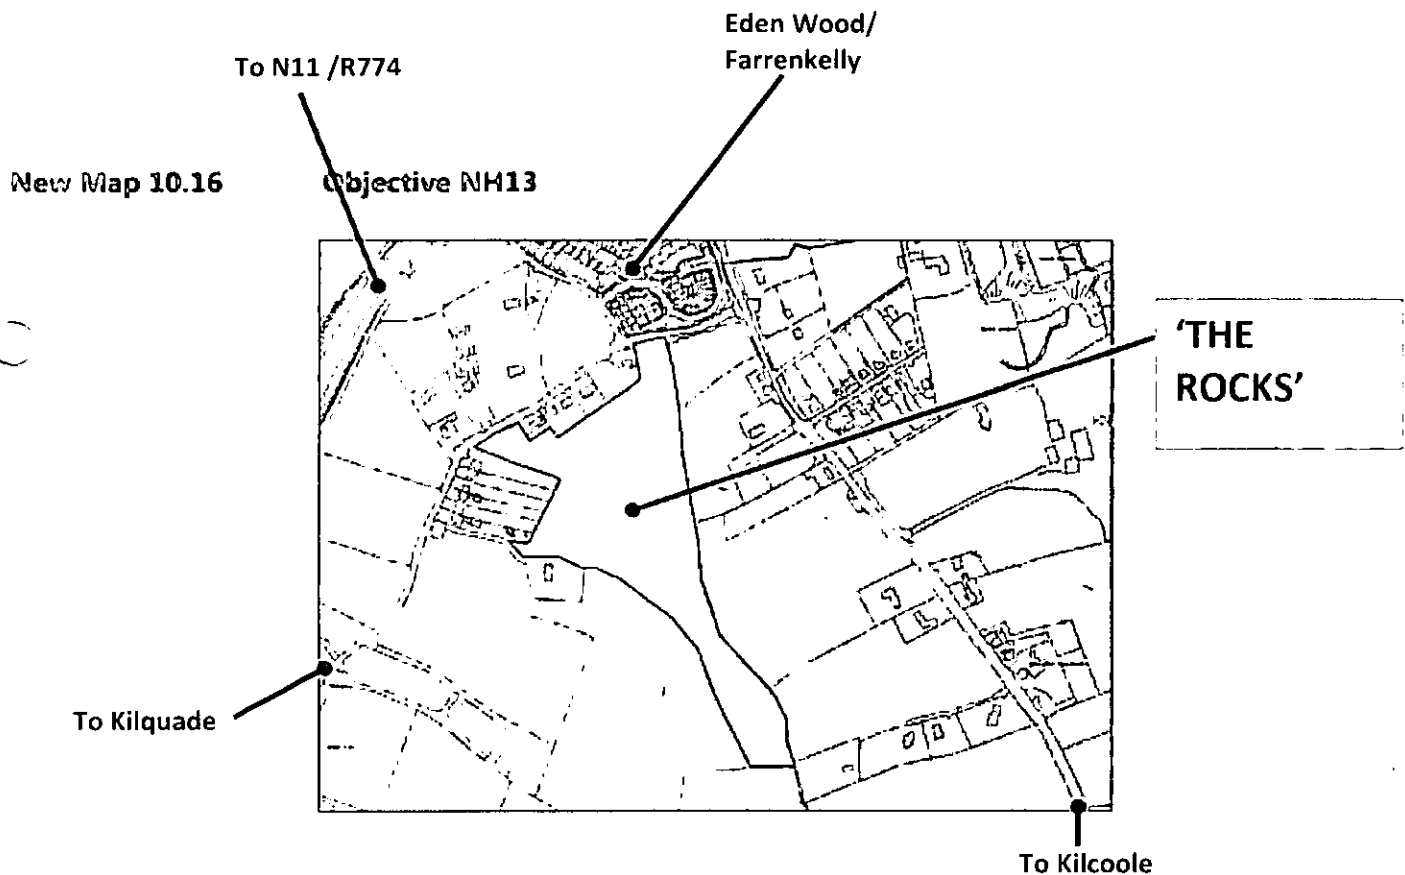 Eden Wood/
Farrenkelly
To N11 /R774
New Map 10.16 Objective NH13
‘THE
ROCKS’
To Kilquade
To Kilcoole